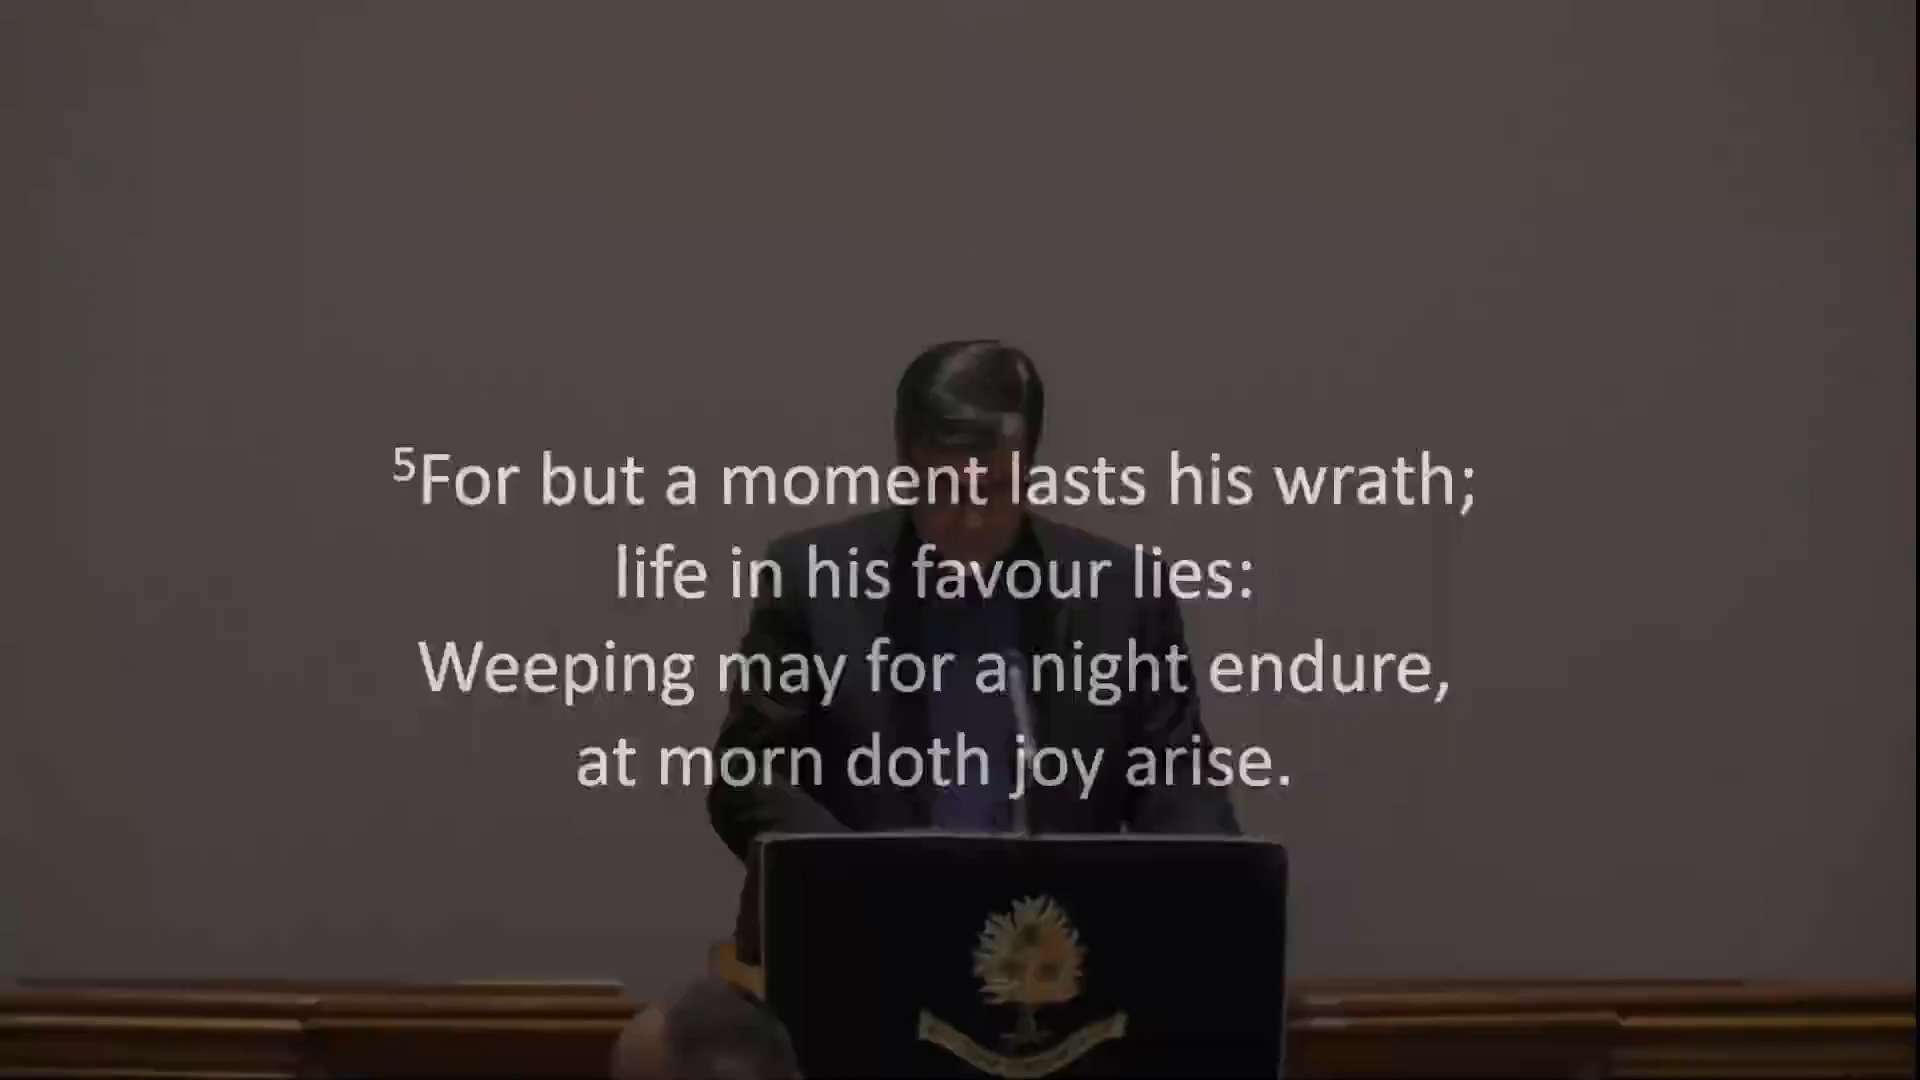 ⁵For but a moment lasts his wrath;
life in his favour lies:
Weeping may for a night endure,
at morn doth joy arise.